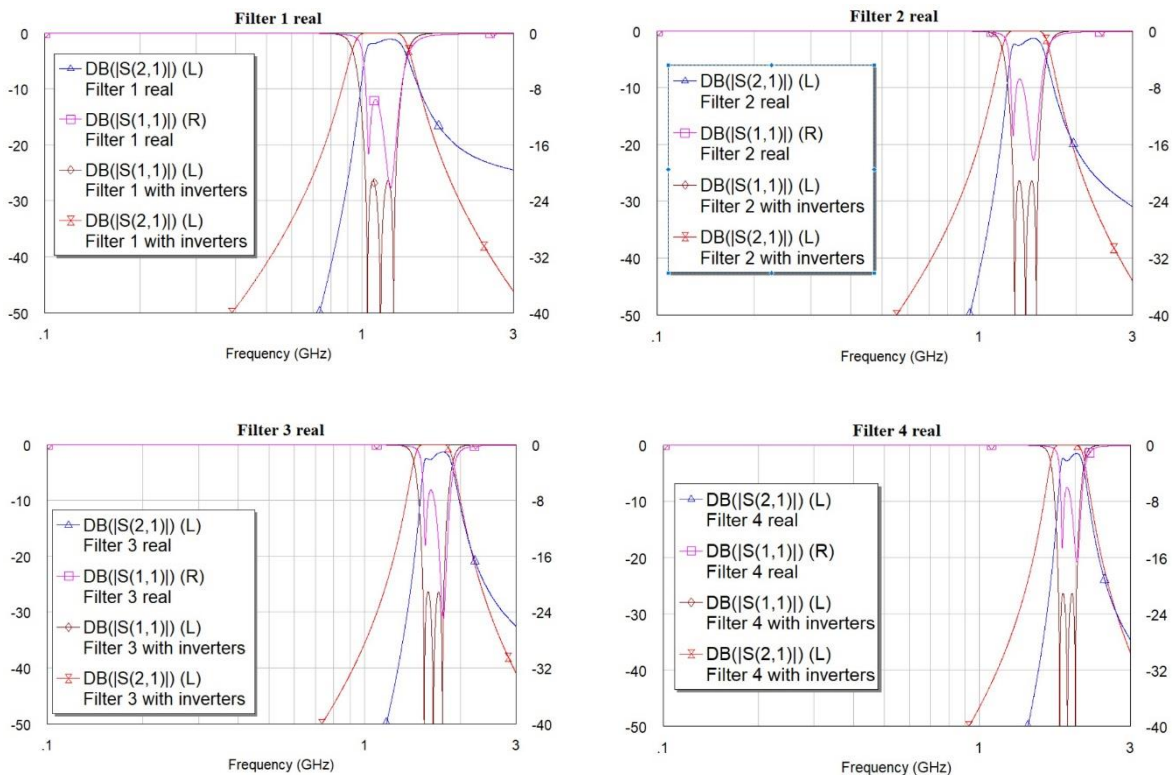 Filter 1 real
0
-10
-20
-30
-40
-50
0
-8
-16
-24
-32
-40
DB(|S(2,1)|) (L)
Filter 1 real
DB(|S(1,1)|) (R)
Filter 1 real
DB(|S(1,1)|) (L)
Filter 1 with inverters
DB(|S(2,1)|) (L)
Filter 1 with inverters
.1 1 3
Frequency (GHz)
Filter 2 real
0
-10
-20
-30
-40
-50
0
-8
-16
-24
-32
-40
DB(|S(2,1)|) (L)
Filter 2 real
DB(|S(1,1)|) (R)
Filter 2 real
DB(|S(1,1)|) (L)
Filter 2 with inverters
DB(|S(2,1)|) (L)
Filter 2 with inverters
.1 1 3
Frequency (GHz)
Filter 3 real
0
-10
-20
-30
-40
-50
0
-8
-16
-24
-32
-40
DB(|S(2,1)|) (L)
Filter 3 real
DB(|S(1,1)|) (R)
Filter 3 real
DB(|S(1,1)|) (L)
Filter 3 with inverters
DB(|S(2,1)|) (L)
Filter 3 with inverters
.1 1 3
Frequency (GHz)
Filter 4 real
0
-10
-20
-30
-40
-50
0
-8
-16
-24
-32
-40
DB(|S(2,1)|) (L)
Filter 4 real
DB(|S(1,1)|) (R)
Filter 4 real
DB(|S(1,1)|) (L)
Filter 4 with inverters
DB(|S(2,1)|) (L)
Filter 4 with inverters
.1 1 3
Frequency (GHz)